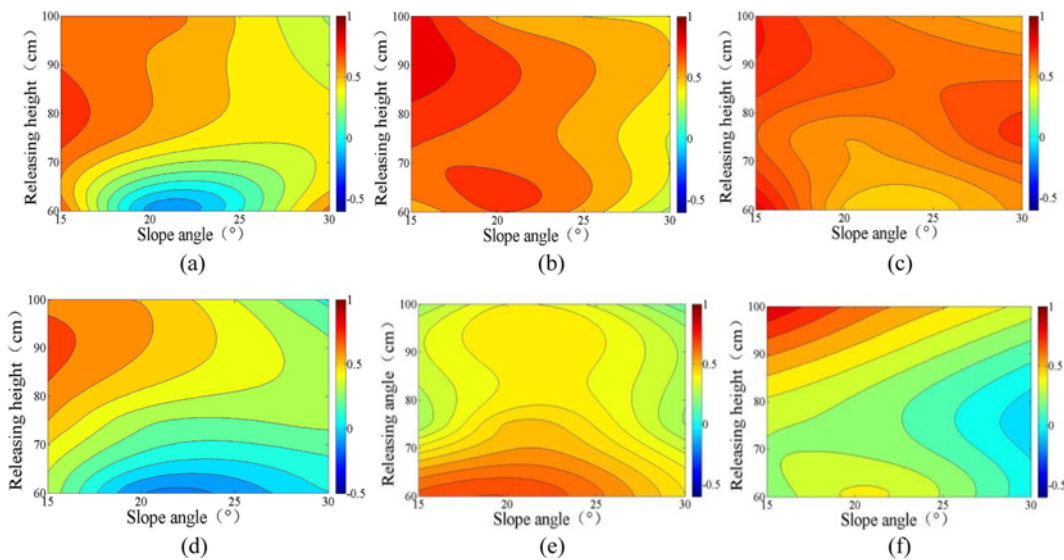 100
90
80
70
60
Releasing height（cm）
15 20 25 30
Slope angle（°）
1
0.5
0
-0.5
(a)
100
90
80
70
60
Releasing height（cm）
15 20 25 30
Slope angle（°）
1
0.5
0
-0.5
(b)
100
90
80
70
60
Releasing height（cm）
15 20 25 30
Slope angle（°）
1
0.5
0
-0.5
(c)
100
90
80
70
60
Releasing height（cm）
15 20 25 30
Slope angle（°）
1
0.5
0
-0.5
(d)
100
90
80
70
60
Releasing angle（cm）
15 20 25 30
Slope angle（°）
1
0.5
0
-0.5
(e)
100
90
80
70
60
Releasing height（cm）
15 20 25 30
Slope angle（°）
1
0.5
0
-0.5
(f)